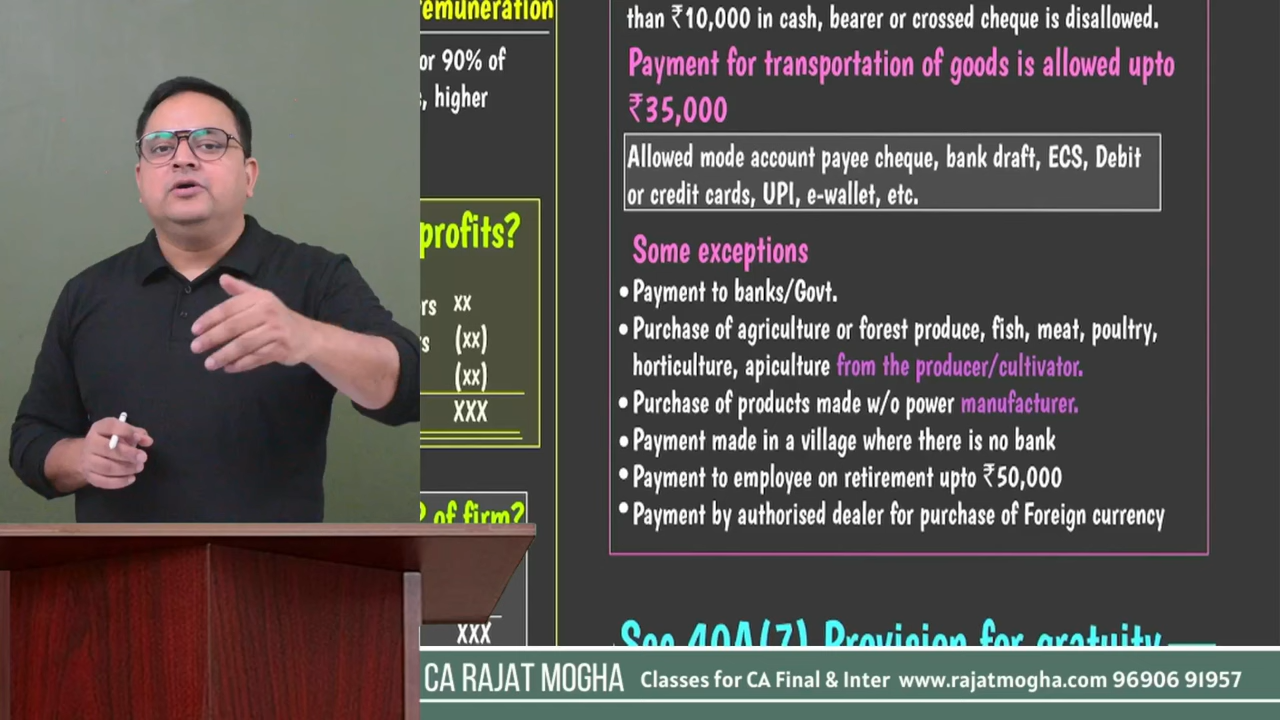 emuneration
or 90% of
, higher
profits?
rs xx
s (xx)
(xx)
XXX
of firm?
XXX
than ₹10,000 in cash, bearer or crossed cheque is disallowed.
Payment for transportation of goods is allowed upto
₹35,000
Allowed mode account payee cheque, bank draft, ECS, Debit
or credit cards, UPI, e-wallet, etc.
Some exceptions
•Payment to banks/Govt.
•Purchase of agriculture or forest produce, fish, meat, poultry,
horticulture, apiculture from the producer/cultivator.
•Purchase of products made w/o power manufacturer.
•Payment made in a village where there is no bank
•Payment to employee on retirement upto ₹50,000
•Payment by authorised dealer for purchase of Foreign currency
Sec 40A(7) Provision for gratuity
CA RAJAT MOGHA Classes for CA Final & Inter www.rajatmogha.com 96906 91957